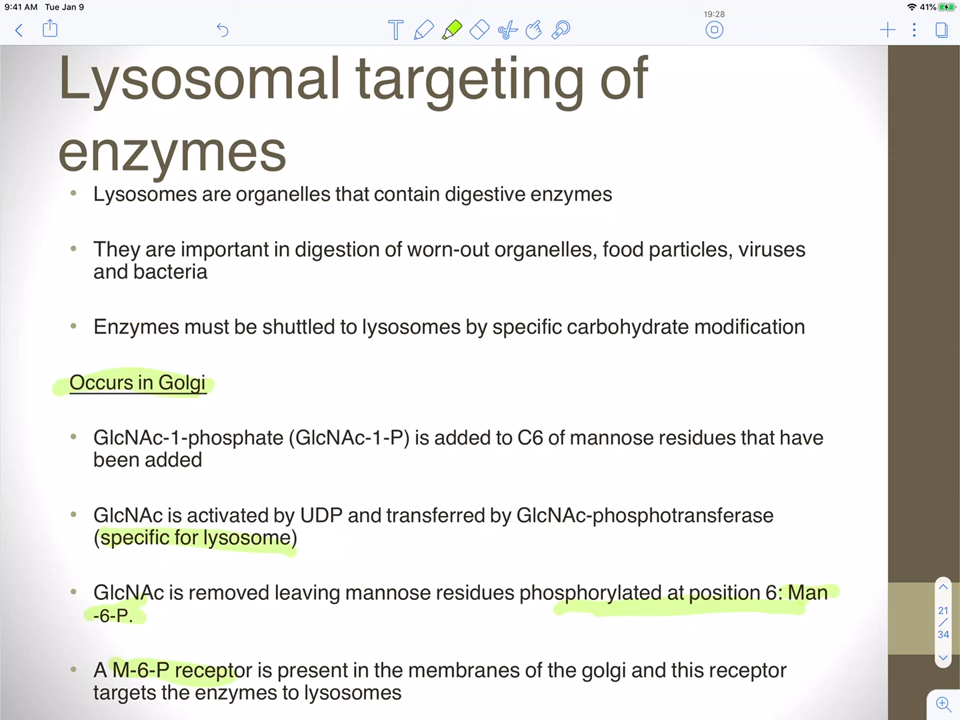 9:41 AM Tue Jan 9
41%
19:28
T
Lysosomal targeting of
enzymes
• Lysosomes are organelles that contain digestive enzymes
• They are important in digestion of worn-out organelles, food particles, viruses
and bacteria
• Enzymes must be shuttled to lysosomes by specific carbohydrate modification
Occurs in Golgi
• GlcNAc-1-phosphate (GlcNAc-1-P) is added to C6 of mannose residues that have
been added
• GlcNAc is activated by UDP and transferred by GlcNAc-phosphotransferase
(specific for lysosome)
• GlcNAc is removed leaving mannose residues phosphorylated at position 6: Man
-6-P.
• A M-6-P receptor is present in the membranes of the golgi and this receptor
targets the enzymes to lysosomes
21
/
34